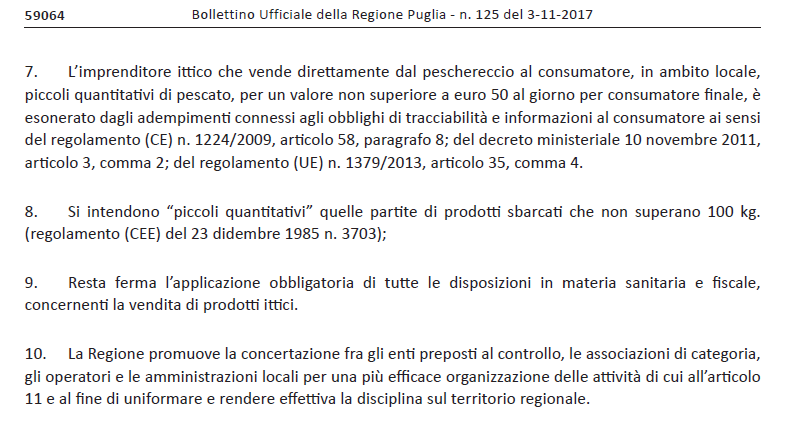 59064 Bollettino Ufficiale della Regione Puglia - n. 125 del 3-11-2017
7. L’imprenditore ittico che vende direttamente dal peschereccio al consumatore, in ambito locale,
piccoli quantitativi di pescato, per un valore non superiore a euro 50 al giorno per consumatore finale, è
esonerato dagli adempimenti connessi agli obblighi di tracciabilità e informazioni al consumatore ai sensi
del regolamento (CE) n. 1224/2009, articolo 58, paragrafo 8; del decreto ministeriale 10 novembre 2011,
articolo 3, comma 2; del regolamento (UE) n. 1379/2013, articolo 35, comma 4.
8. Si intendono “piccoli quantitativi” quelle partite di prodotti sbarcati che non superano 100 kg.
(regolamento (CEE) del 23 didembre 1985 n. 3703);
9. Resta ferma l’applicazione obbligatoria di tutte le disposizioni in materia sanitaria e fiscale,
concernenti la vendita di prodotti ittici.
10. La Regione promuove la concertazione fra gli enti preposti al controllo, le associazioni di categoria,
gli operatori e le amministrazioni locali per una più efficace organizzazione delle attività di cui all’articolo
11 e al fine di uniformare e rendere effettiva la disciplina sul territorio regionale.